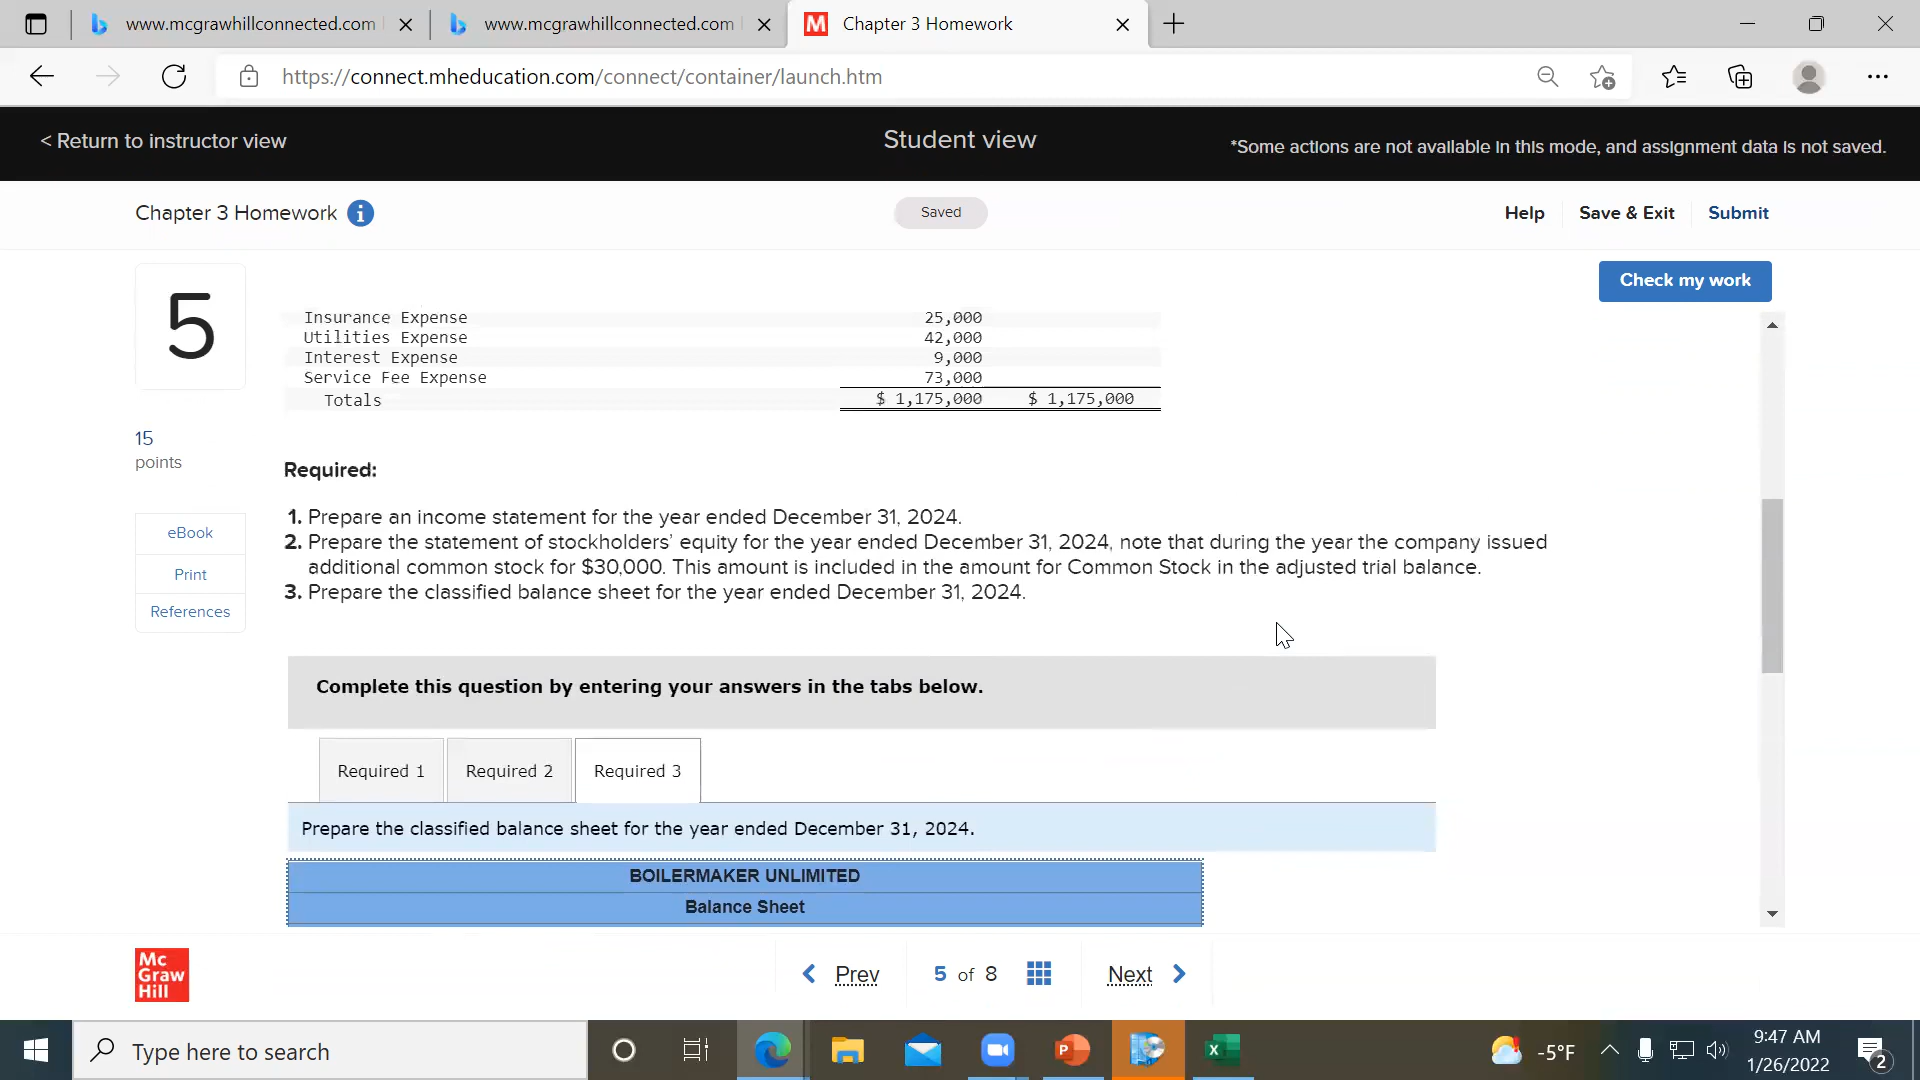 www.mcgrawhillconnected.com
www.mcgrawhillconnected.com
M
Chapter 3 Homework
https://connect.mheducation.com/connect/container/launch.htm
< Return to instructor view
Student view
*Some actions are not available in this mode, and assignment data is not saved.
Chapter 3 Homework i
Saved
Help
Save & Exit
Submit
5
Check my work
Insurance Expense 25,000
Utilities Expense 42,000
Interest Expense 9,000
Service Fee Expense 73,000
Totals $ 1,175,000 $ 1,175,000
15
points
eBook
Print
References
Required:
1. Prepare an income statement for the year ended December 31, 2024.
2. Prepare the statement of stockholders' equity for the year ended December 31, 2024, note that during the year the company issued
additional common stock for $30,000. This amount is included in the amount for Common Stock in the adjusted trial balance.
3. Prepare the classified balance sheet for the year ended December 31, 2024.
Complete this question by entering your answers in the tabs below.
Required 1
Required 2
Required 3
Prepare the classified balance sheet for the year ended December 31, 2024.
BOILERMAKER UNLIMITED
Balance Sheet
Mc
Graw
Hill
Prev
5 of 8
Next
Type here to search
P
X
-5°F
9:47 AM
1/26/2022
2